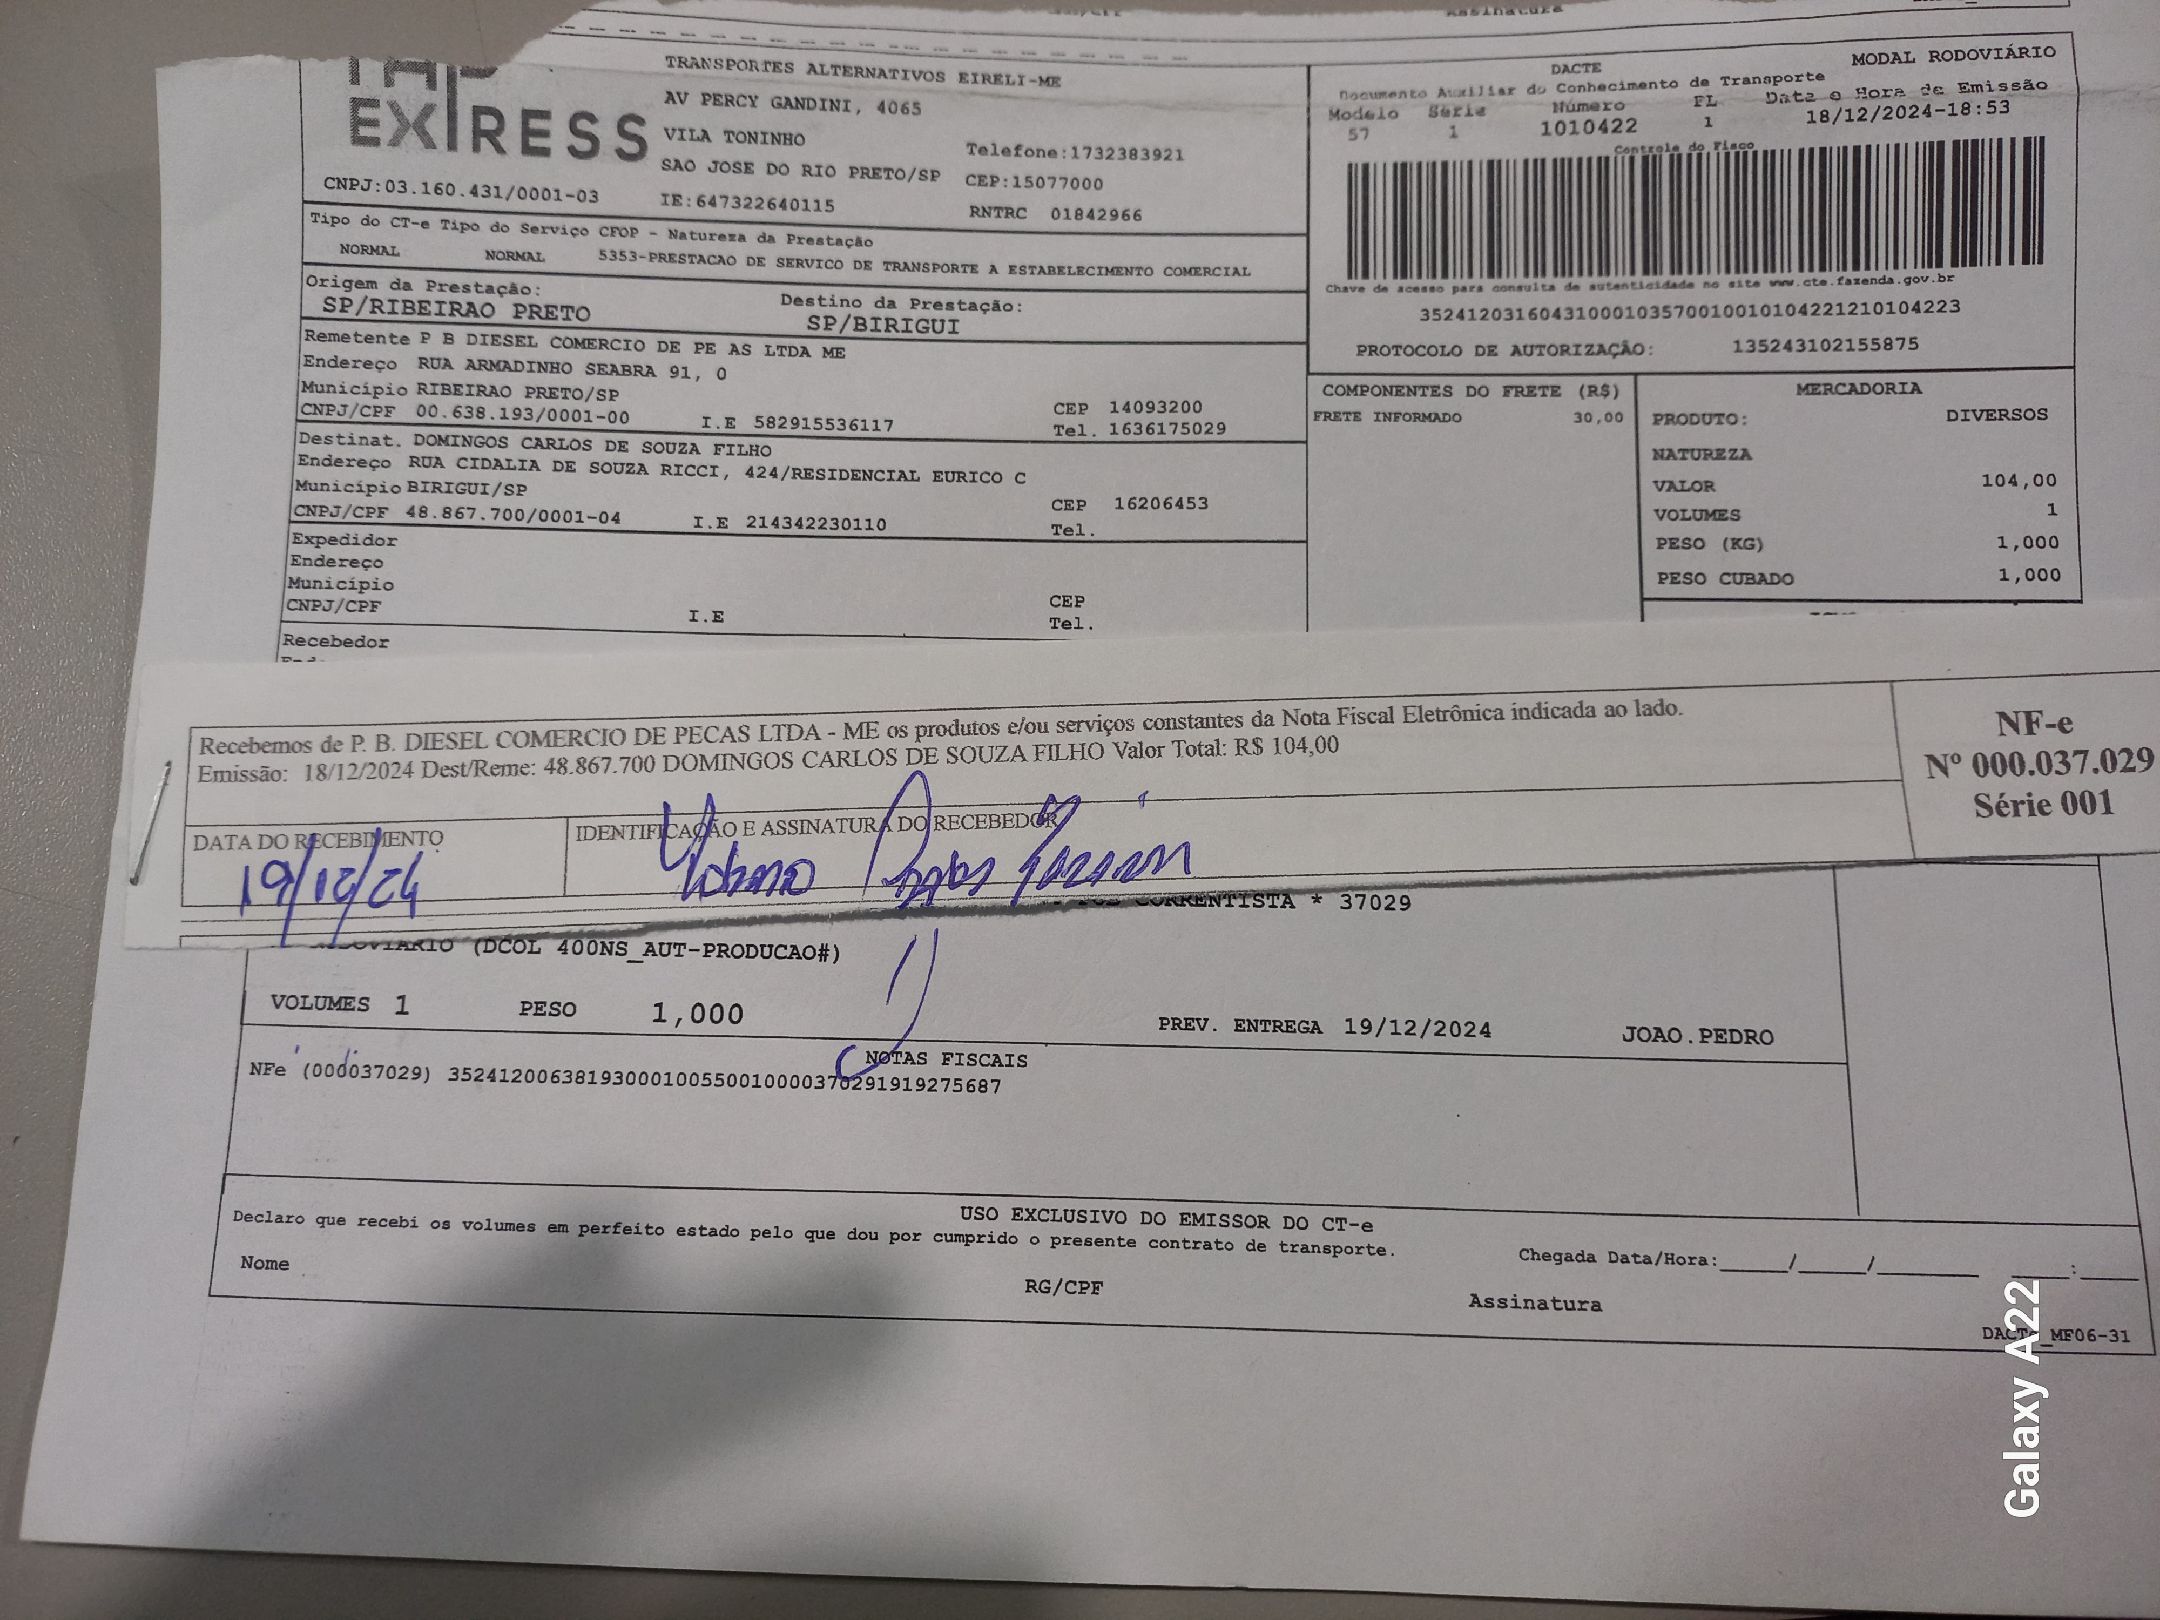 Assinatura
EXPRESS
TRANSPORTES ALTERNATIVOS EIRELI-ME
AV PERCY GANDINI, 4065
VILA TONINHO
Telefone:1732383921
SAO JOSE DO RIO PRETO/SP CEP:15077000
CNPJ:03.160.431/0001-03 IE:647322640115 RNTRC 01842966
DACTE MODAL RODOVIÁRIO
Documento Auxiliar do Conhecimento de Transporte
Modelo Série Número FL Data e Hora de Emissão
57 1 1010422 1 18/12/2024-18:53
Controle do Fisco
Chave de acesso para consulta de autenticidade no site www.cte.fazenda.gov.br
35241203160431000103570010010104221210104223
PROTOCOLO DE AUTORIZAÇÃO: 135243102155875
Tipo do CT-e Tipo do Serviço CFOP - Natureza da Prestação
NORMAL NORMAL 5353-PRESTACAO DE SERVICO DE TRANSPORTE A ESTABELECIMENTO COMERCIAL
Origem da Prestação: Destino da Prestação:
SP/RIBEIRAO PRETO SP/BIRIGUI
Remetente P B DIESEL COMERCIO DE PE AS LTDA ME
Endereço RUA ARMADINHO SEABRA 91, 0
Município RIBEIRAO PRETO/SP CEP 14093200
CNPJ/CPF 00.638.193/0001-00 I.E 582915536117 Tel. 1636175029
Destinat. DOMINGOS CARLOS DE SOUZA FILHO
Endereço RUA CIDALIA DE SOUZA RICCI, 424/RESIDENCIAL EURICO C
Município BIRIGUI/SP CEP 16206453
CNPJ/CPF 48.867.700/0001-04 I.E 214342230110 Tel.
Expedidor
Endereço
Município CEP
CNPJ/CPF I.E Tel.
Recebedor
COMPONENTES DO FRETE (R$)
FRETE INFORMADO 30,00
MERCADORIA
PRODUTO: DIVERSOS
NATUREZA
VALOR 104,00
VOLUMES 1
PESO (KG) 1,000
PESO CUBADO 1,000
Recebemos de P. B. DIESEL COMERCIO DE PECAS LTDA - ME os produtos e/ou serviços constantes da Nota Fiscal Eletrônica indicada ao lado.
Emissão: 18/12/2024 Dest/Reme: 48.867.700 DOMINGOS CARLOS DE SOUZA FILHO Valor Total: R$ 104,00
NF-e
Nº 000.037.029
Série 001
DATA DO RECEBIMENTO IDENTIFICAÇÃO E ASSINATURA DO RECEBEDOR
19/12/24
CORRENTISTA * 37029
(DCOL 400NS_AUT-PRODUCAO#)
VOLUMES 1 PESO 1,000 PREV. ENTREGA 19/12/2024 JOAO.PEDRO
NOTAS FISCAIS
NFe (000037029) 35241200638193000100550010000370291919275687
USO EXCLUSIVO DO EMISSOR DO CT-e
Declaro que recebi os volumes em perfeito estado pelo que dou por cumprido o presente contrato de transporte.
Nome RG/CPF Assinatura Chegada Data/Hora:_____/_____/_______ ____:____
DACTE_MF06-31
Galaxy A22